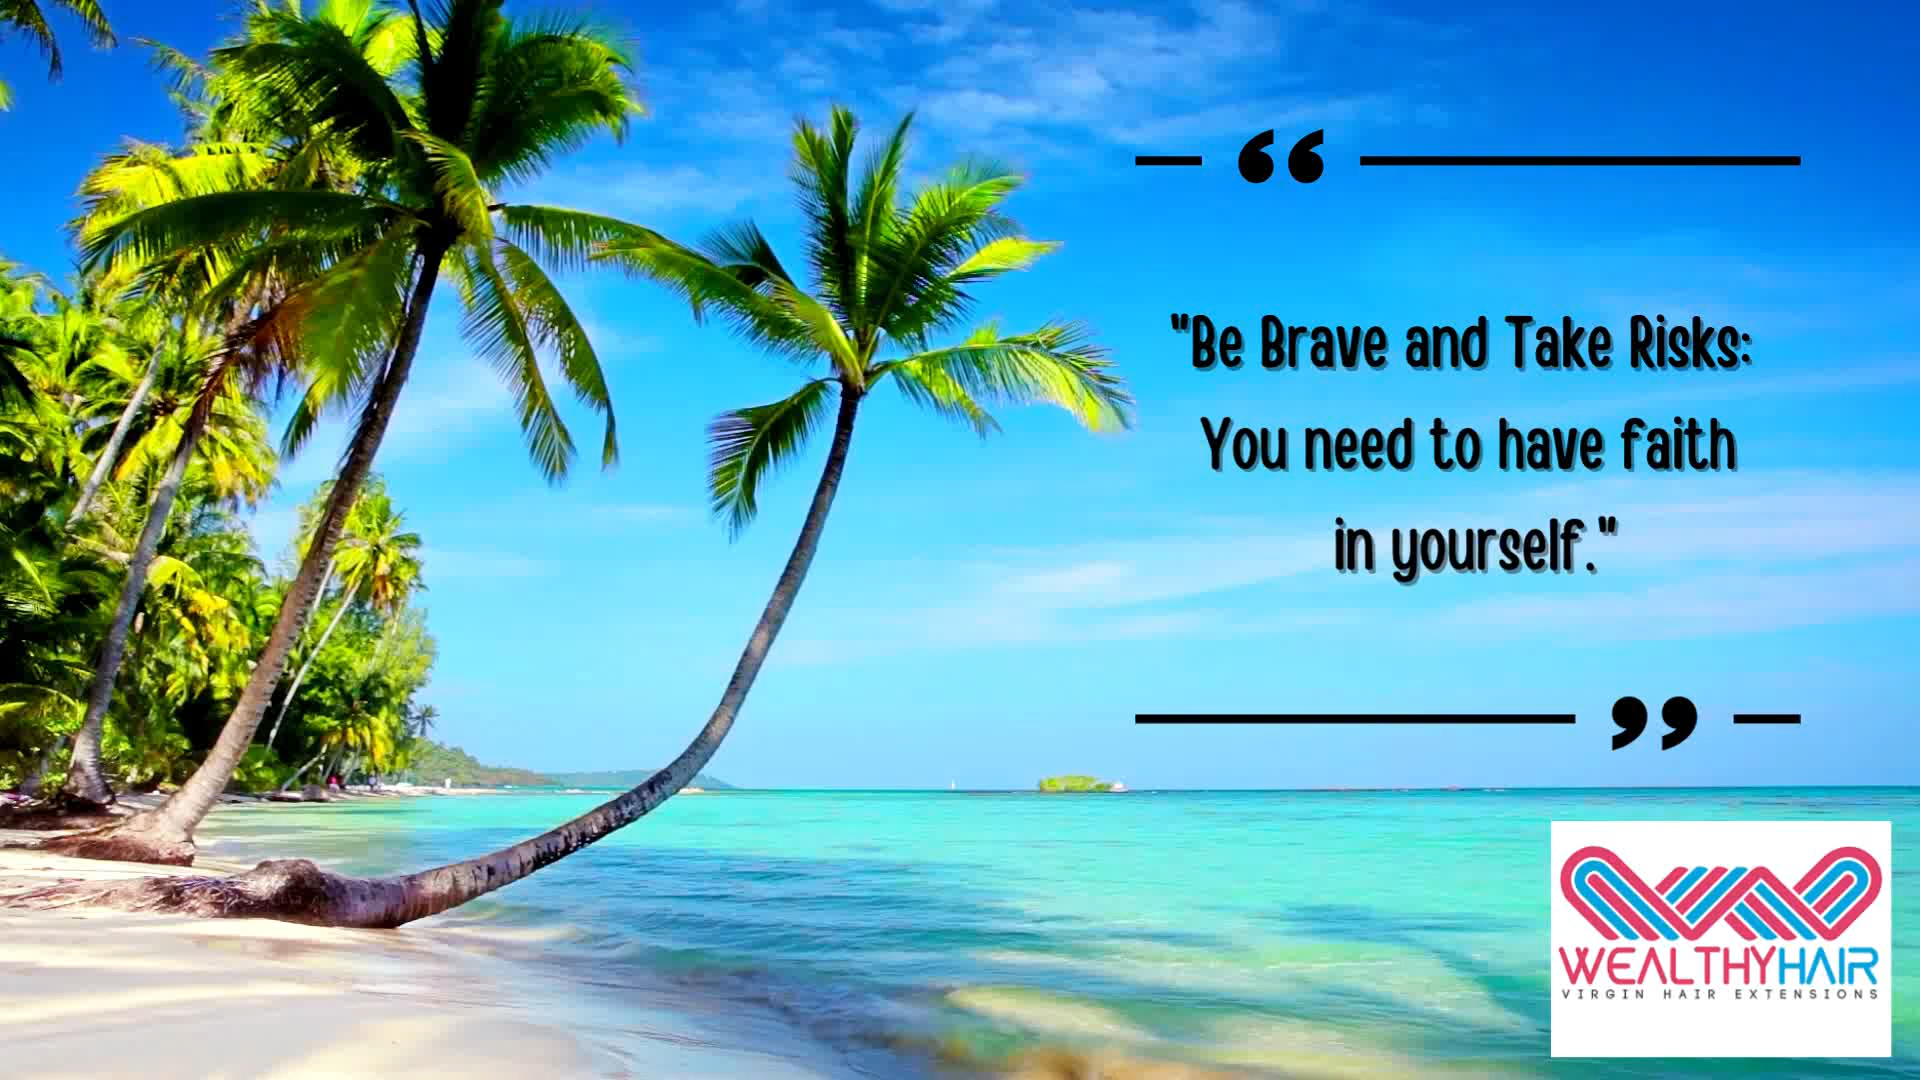 “
"Be Brave and Take Risks:
You need to have faith
in yourself."
”
WEALTHYHAIR
VIRGIN HAIR EXTENSIONS